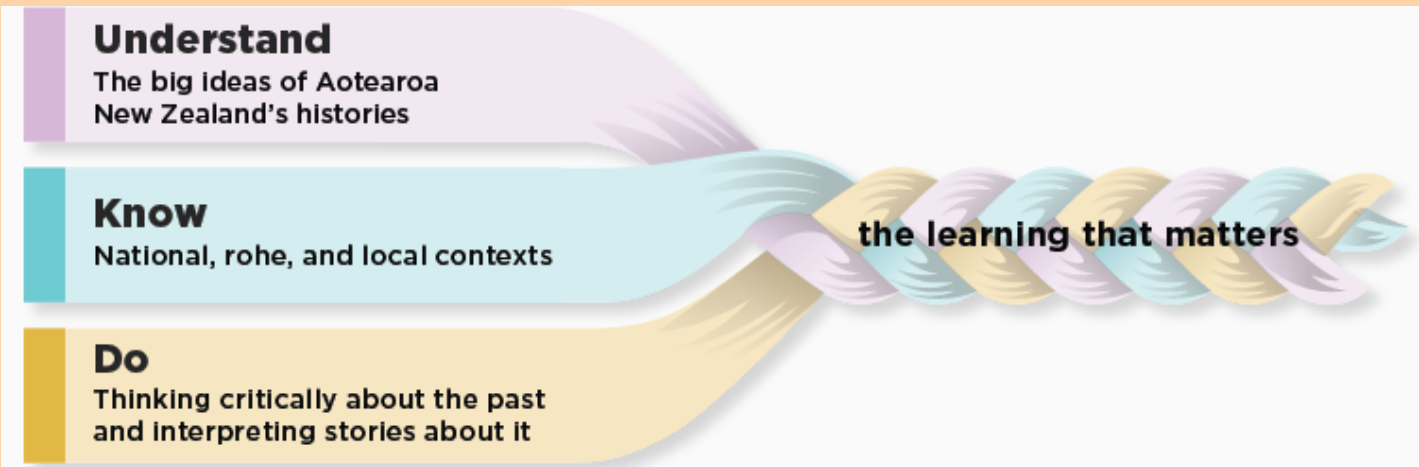 Understand
The big ideas of Aotearoa
New Zealand’s histories
Know
National, rohe, and local contexts
Do
Thinking critically about the past
and interpreting stories about it
the learning that matters